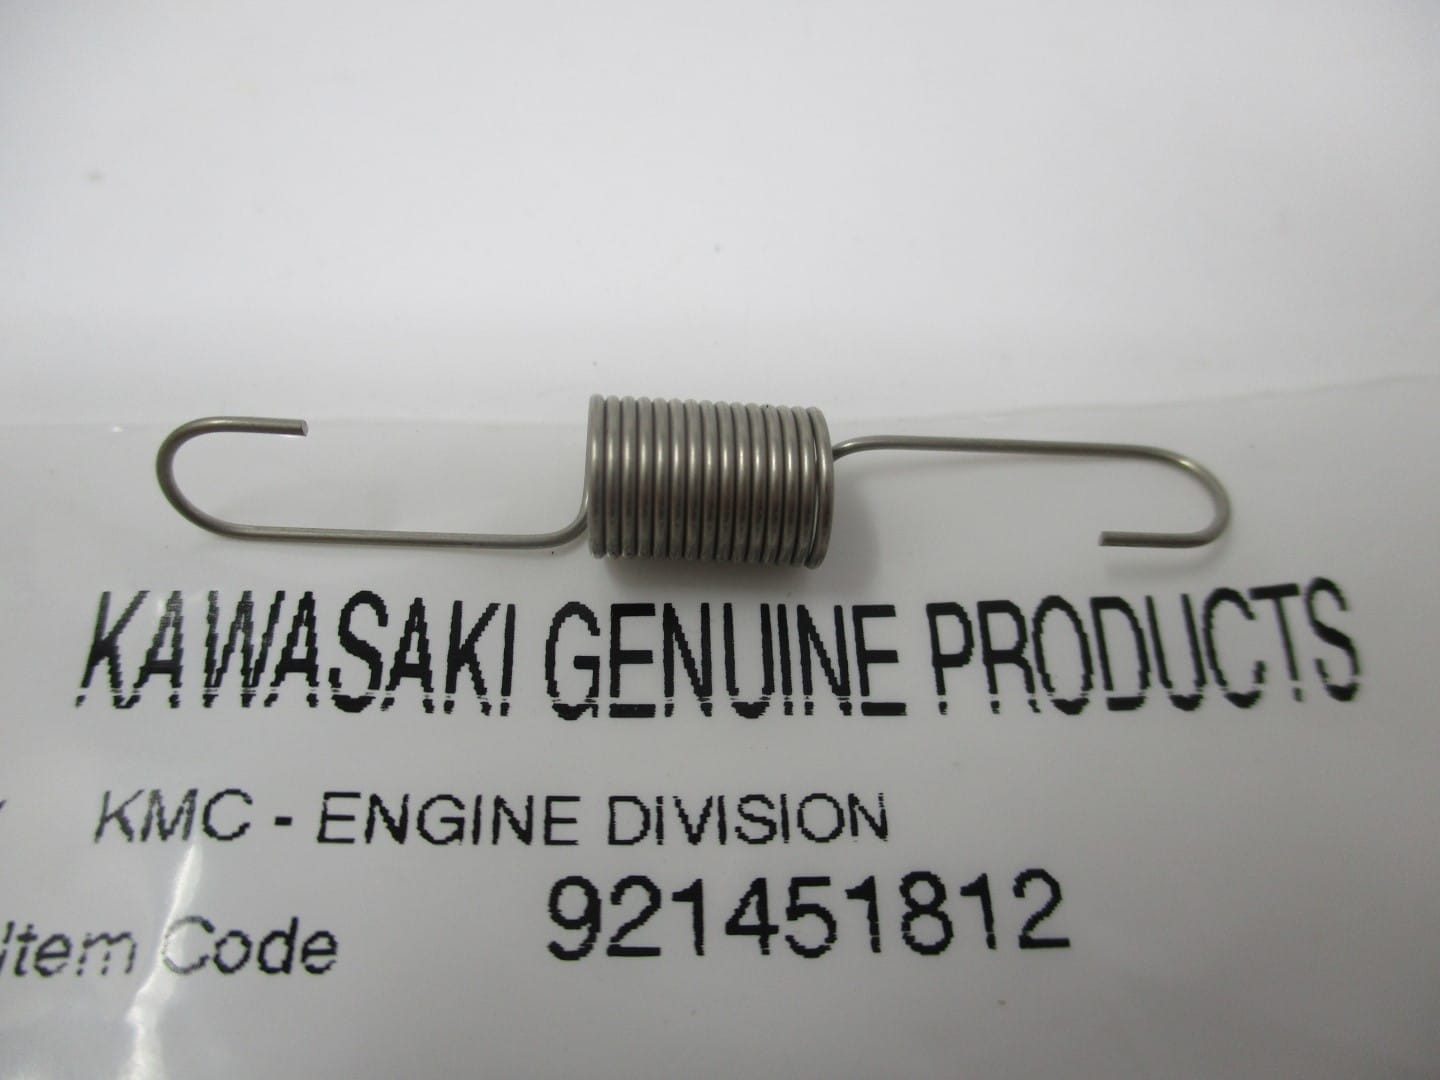 KAWASAKI GENUINE PRODUCTS
KMC - ENGINE DIVISION
Item Code 921451812